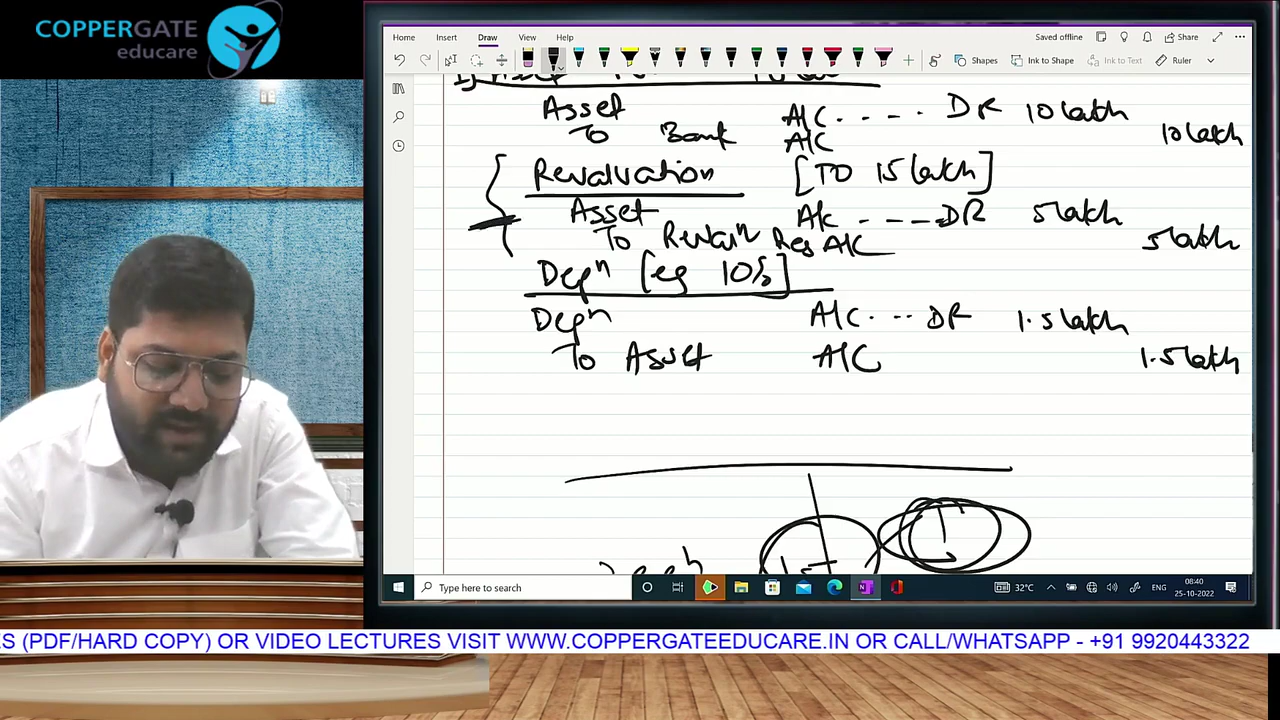 COPPERGATE
educare
Home Insert Draw View Help Saved offline Share
Shapes Ink to Shape Ink to Text Ruler
Asset A/C . . . . DR 10 lakh
To Bank A/C 10 lakh
Revaluation [TO 15 lakh]
Asset A/c - - - - DR 5 lakh
To Revaln Res A/C 5 lakh
Depn [eg 10%]
Depn A/C . . . DR 1.5 lakh
To Asset A/C 1.5 lakh
Type here to search 32°C ENG 08:40
25-10-2022
S (PDF/HARD COPY) OR VIDEO LECTURES VISIT WWW.COPPERGATEEDUCARE.IN OR CALL/WHATSAPP - +91 9920443322